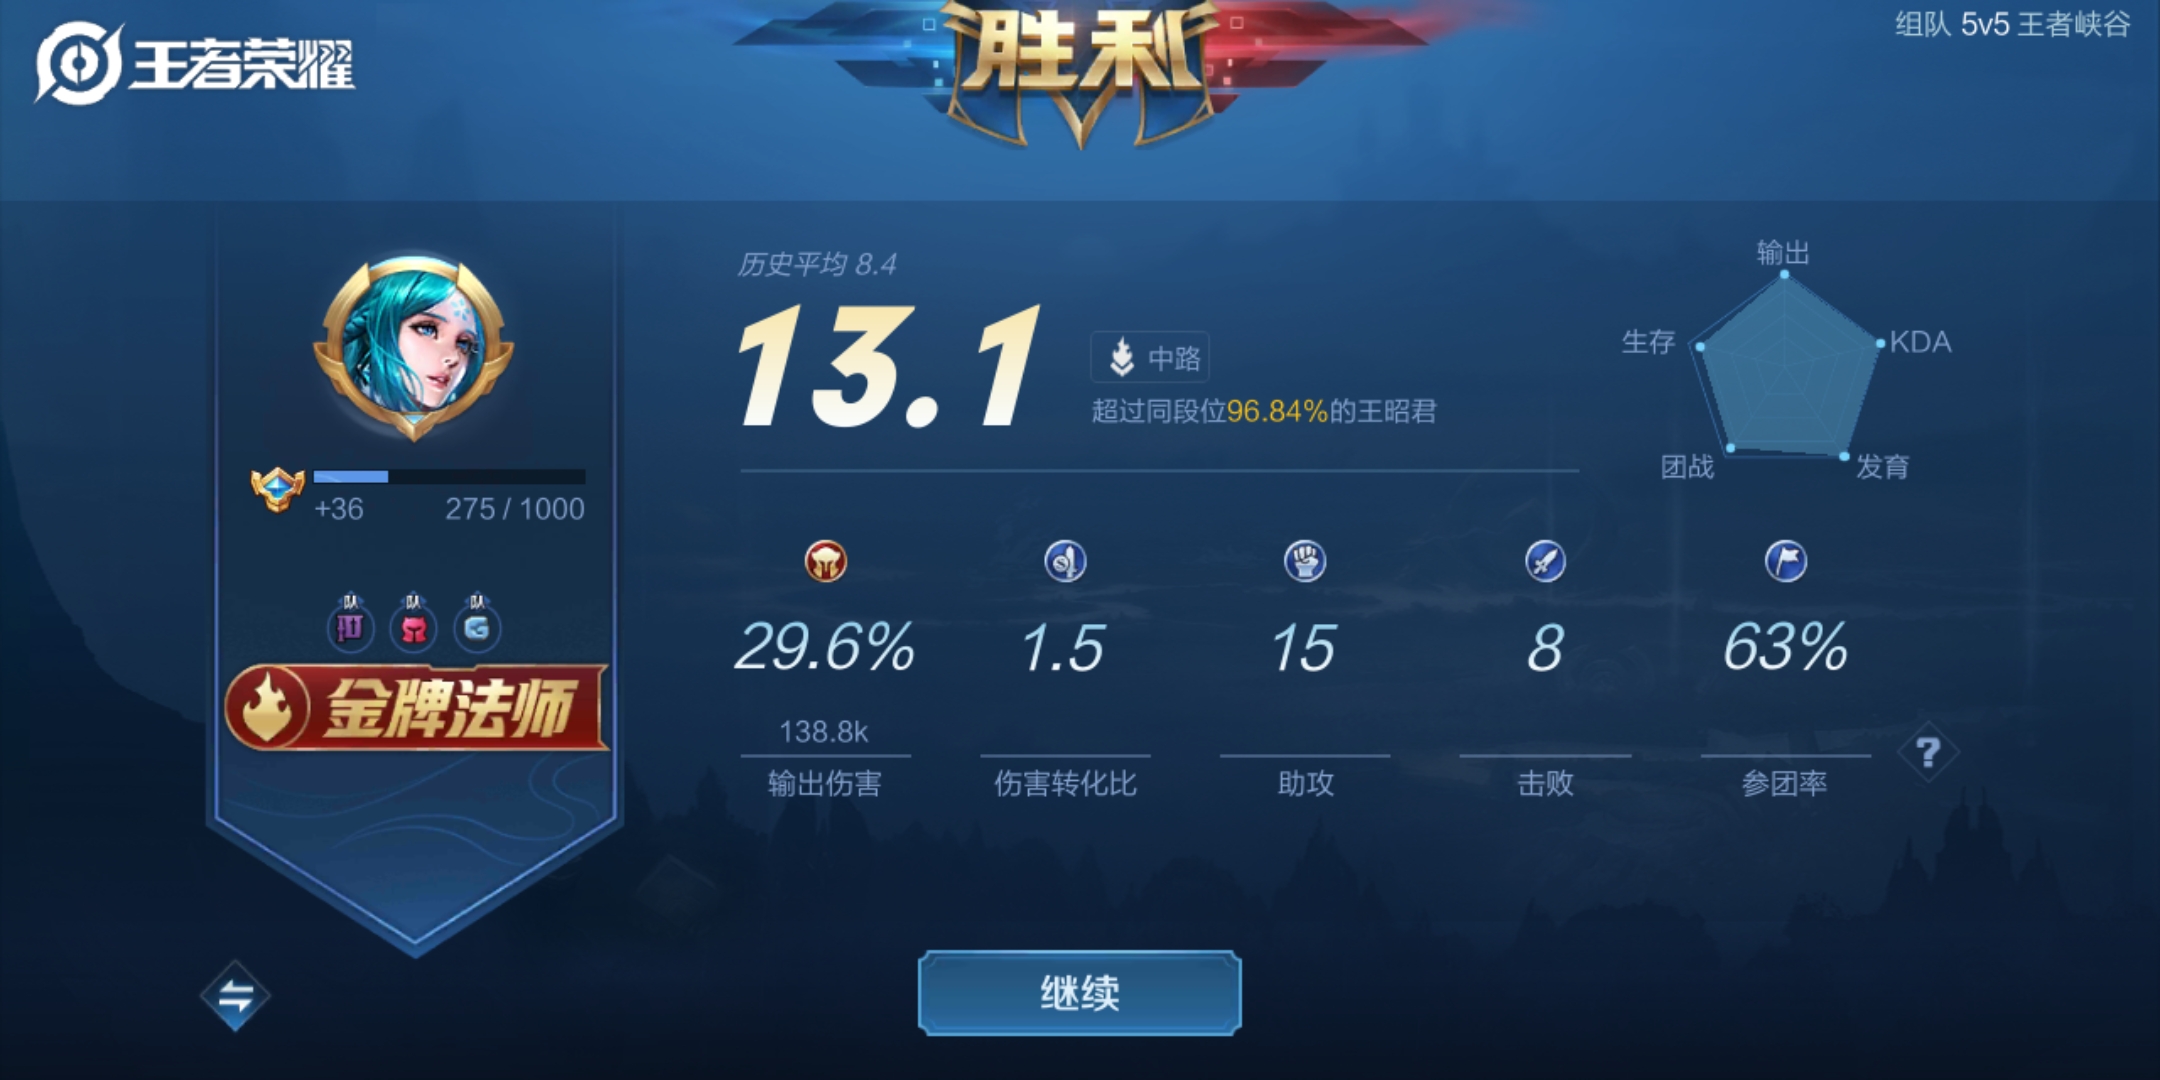 王者荣耀
胜利
组队 5v5 王者峡谷
历史平均 8.4
13.1
中路
超过同段位96.84%的王昭君
输出
KDA
发育
团战
生存
+36
275 / 1000
队
队
队
金牌法师
29.6%
138.8k
输出伤害
1.5
伤害转化比
15
助攻
8
击败
63%
参团率
?
继续